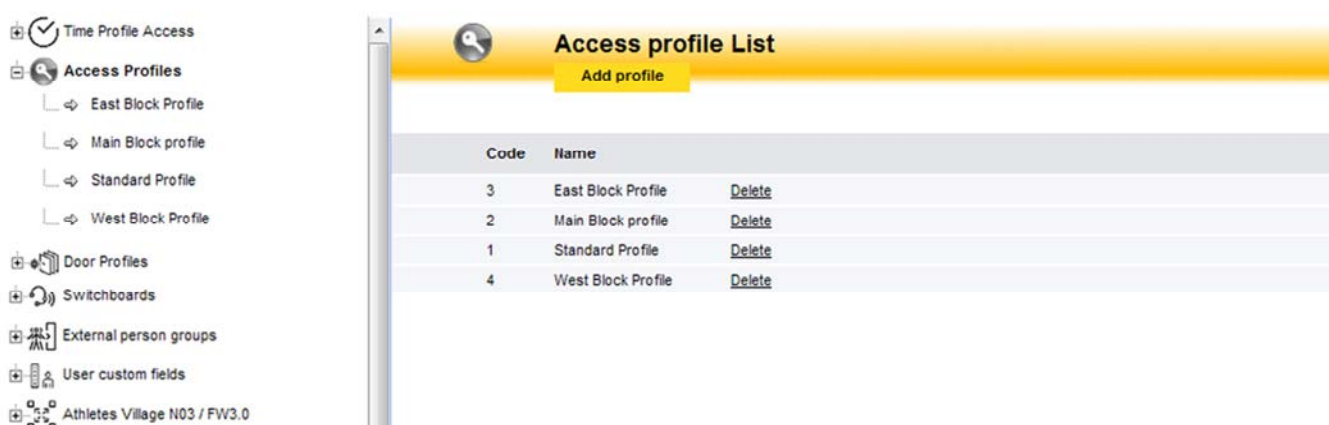 Time Profile Access
Access Profiles
East Block Profile
Main Block profile
Standard Profile
West Block Profile
Door Profiles
Switchboards
External person groups
User custom fields
Athletes Village N03 / FW3.0
Access profile List
Add profile
Code Name
3 East Block Profile Delete
2 Main Block profile Delete
1 Standard Profile Delete
4 West Block Profile Delete